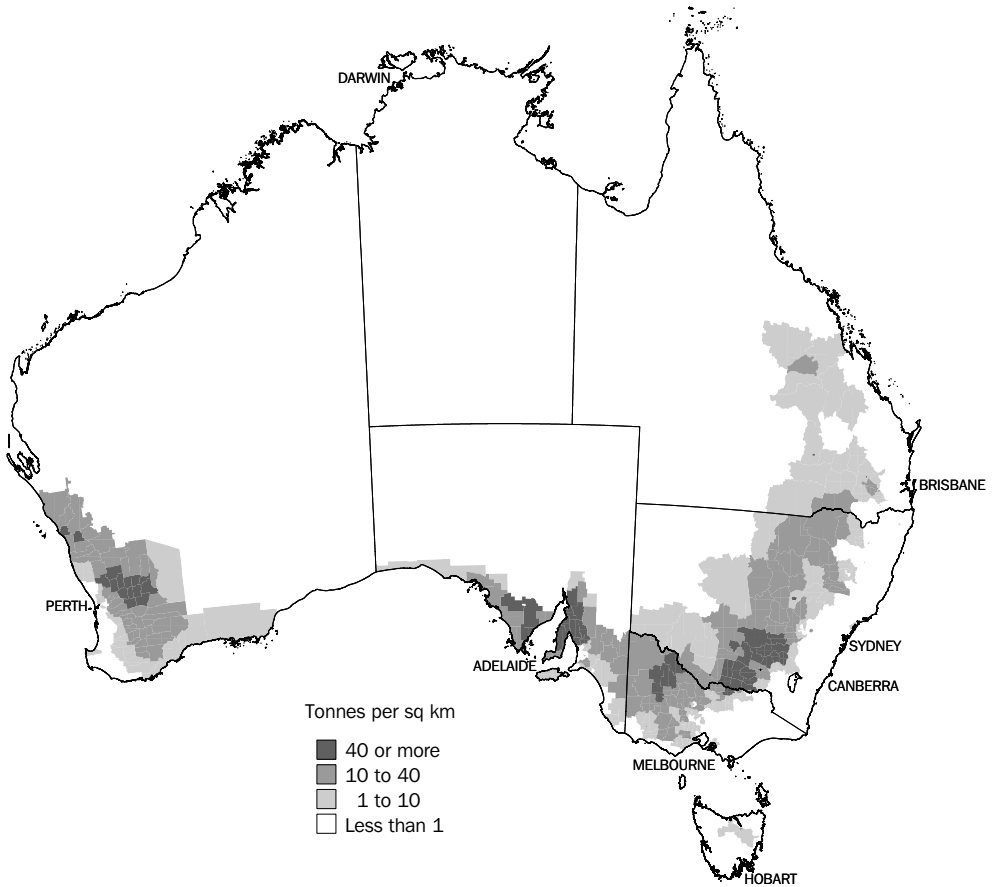 DARWIN
BRISBANE
PERTH
SYDNEY
ADELAIDE
CANBERRA
Tonnes per sq km
40 or more
10 to 40
1 to 10
Less than 1
MELBOURNE
HOBART